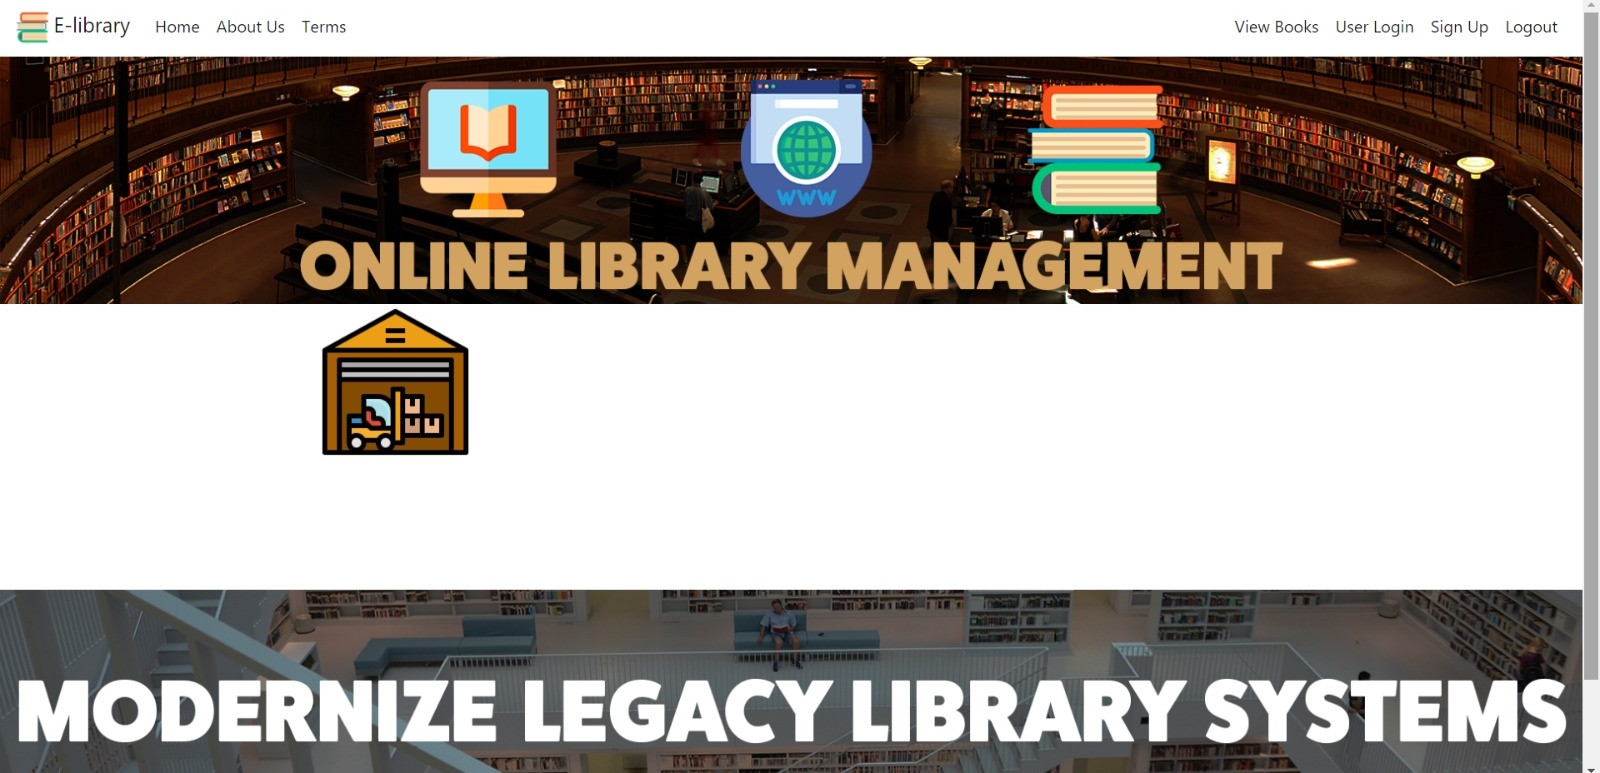 E-library Home About Us Terms View Books User Login Sign Up Logout
WWW
ONLINE LIBRARY MANAGEMENT
MODERNIZE LEGACY LIBRARY SYSTEMS